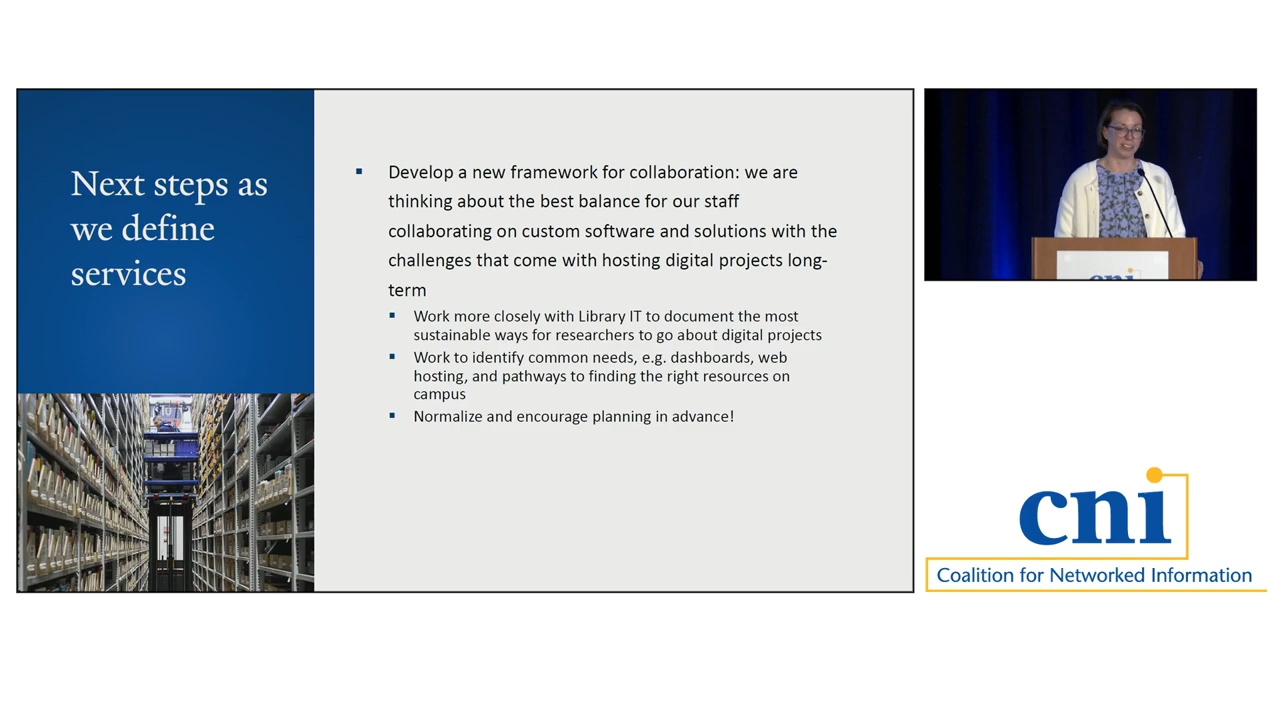 Next steps as
we define
services
▪ Develop a new framework for collaboration: we are
thinking about the best balance for our staff
collaborating on custom software and solutions with the
challenges that come with hosting digital projects long-
term
▪ Work more closely with Library IT to document the most
sustainable ways for researchers to go about digital projects
▪ Work to identify common needs, e.g. dashboards, web
hosting, and pathways to finding the right resources on
campus
▪ Normalize and encourage planning in advance!
cni
cni
Coalition for Networked Information